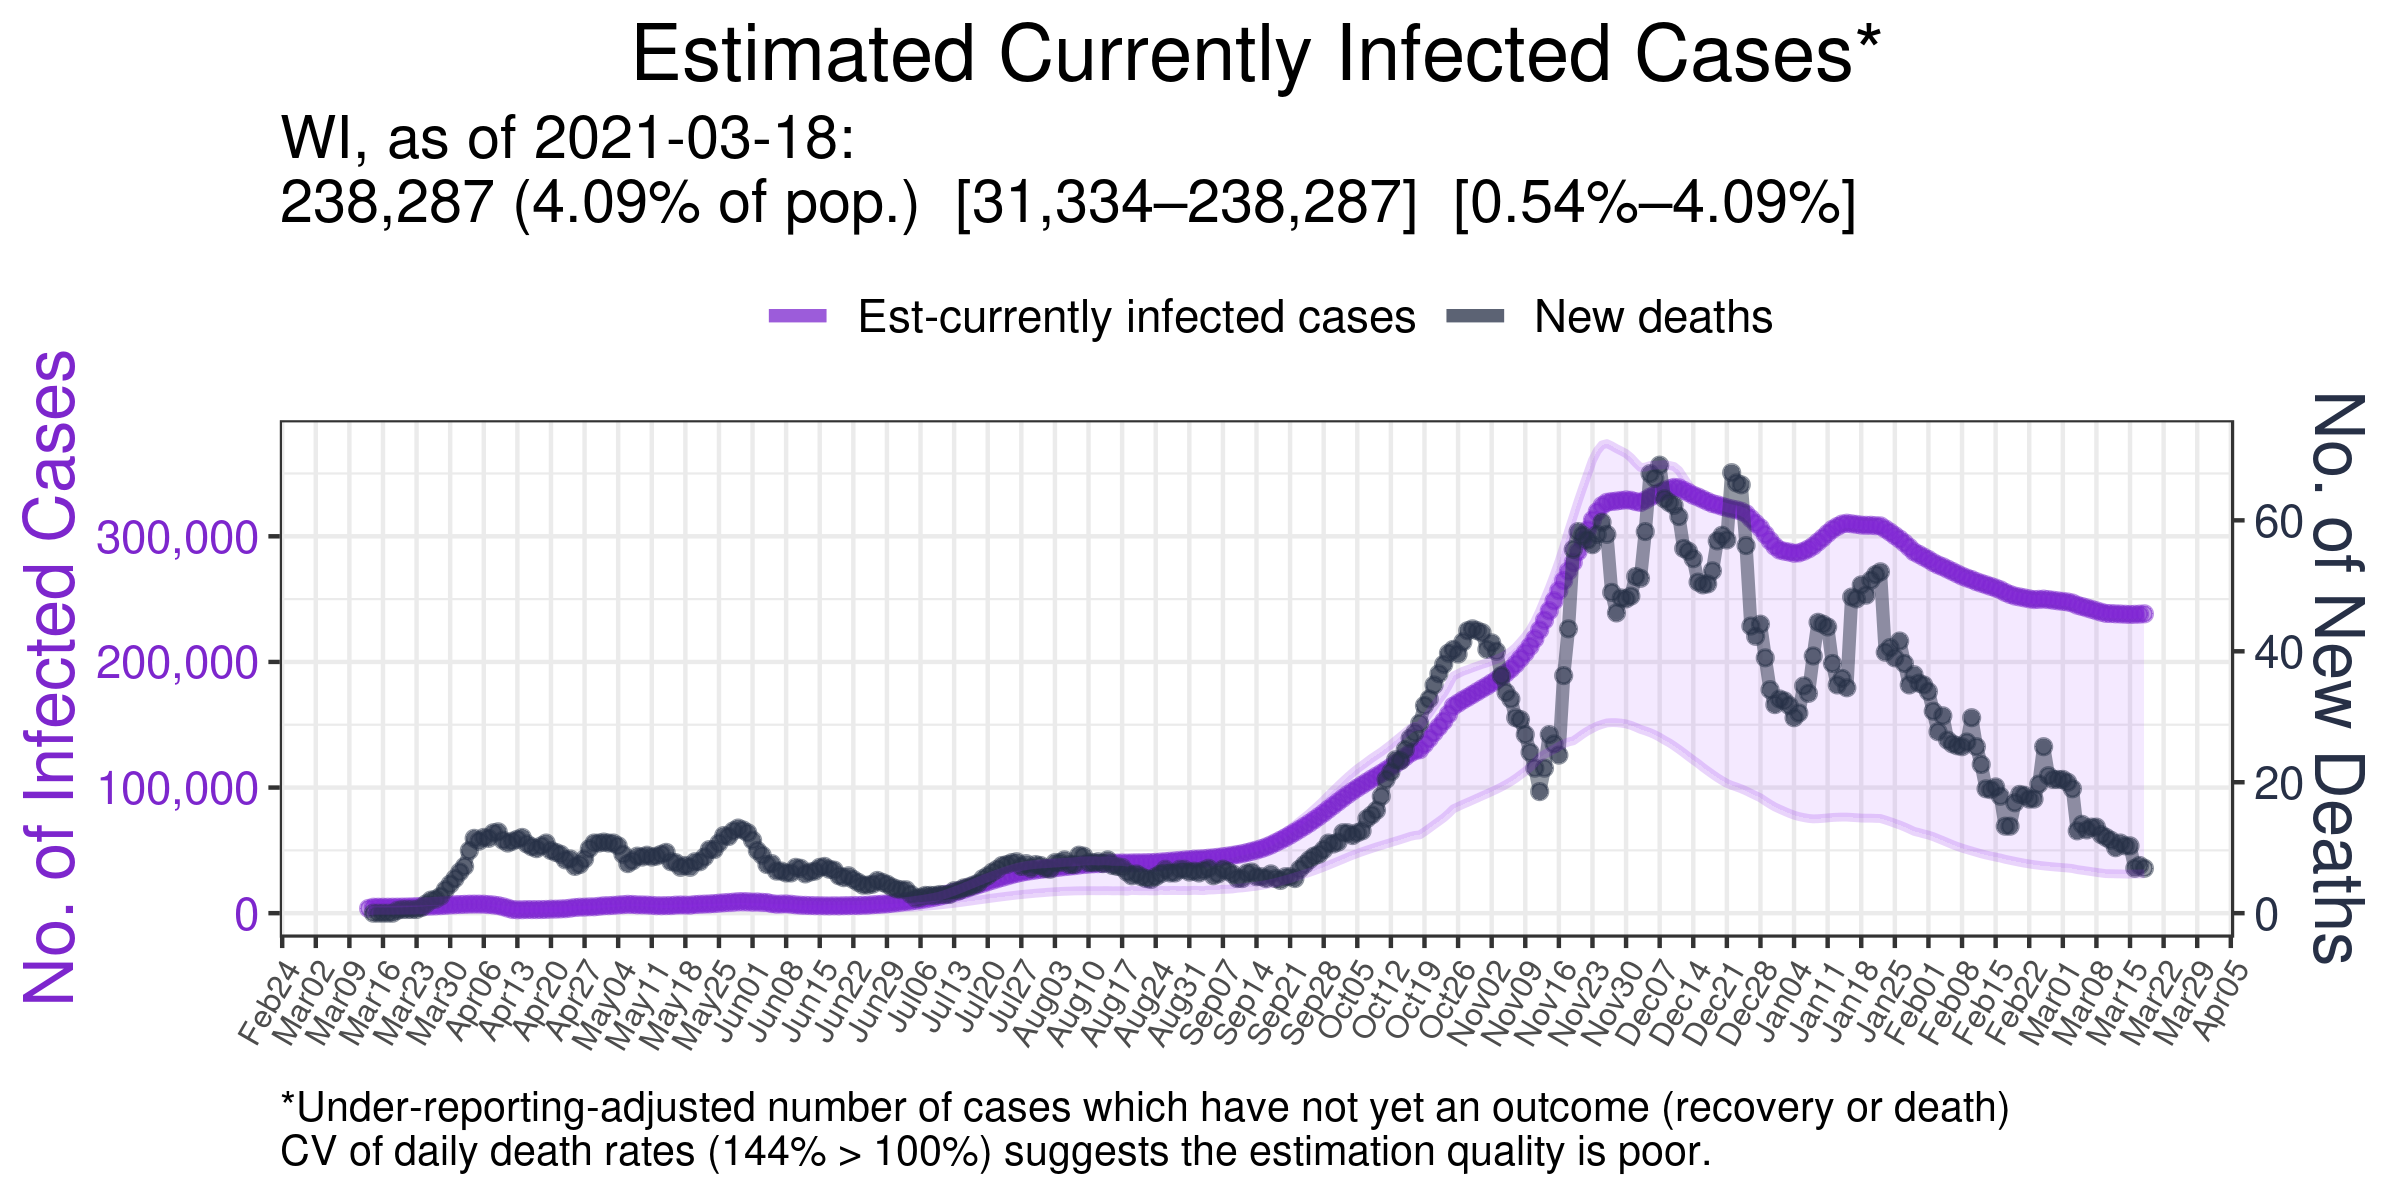 Estimated Currently Infected Cases*
WI, as of 2021-03-18:
238,287 (4.09% of pop.) [31,334–238,287] [0.54%–4.09%]
Est-currently infected cases New deaths
No. of Infected Cases
300,000
200,000
100,000
0
60
40
20
0
No. of New Deaths
Feb24 Mar02 Mar09 Mar16 Mar23 Mar30 Apr06 Apr13 Apr20 Apr27 May04 May11 May18 May25 Jun01 Jun08 Jun15 Jun22 Jun29 Jul06 Jul13 Jul20 Jul27 Aug03 Aug10 Aug17 Aug24 Aug31 Sep07 Sep14 Sep21 Sep28 Oct05 Oct12 Oct19 Oct26 Nov02 Nov09 Nov16 Nov23 Nov30 Dec07 Dec14 Dec21 Dec28 Jan04 Jan11 Jan18 Jan25 Feb01 Feb08 Feb15 Feb22 Mar01 Mar08 Mar15 Mar22 Mar29 Apr05
*Under-reporting-adjusted number of cases which have not yet an outcome (recovery or death)
CV of daily death rates (144% > 100%) suggests the estimation quality is poor.